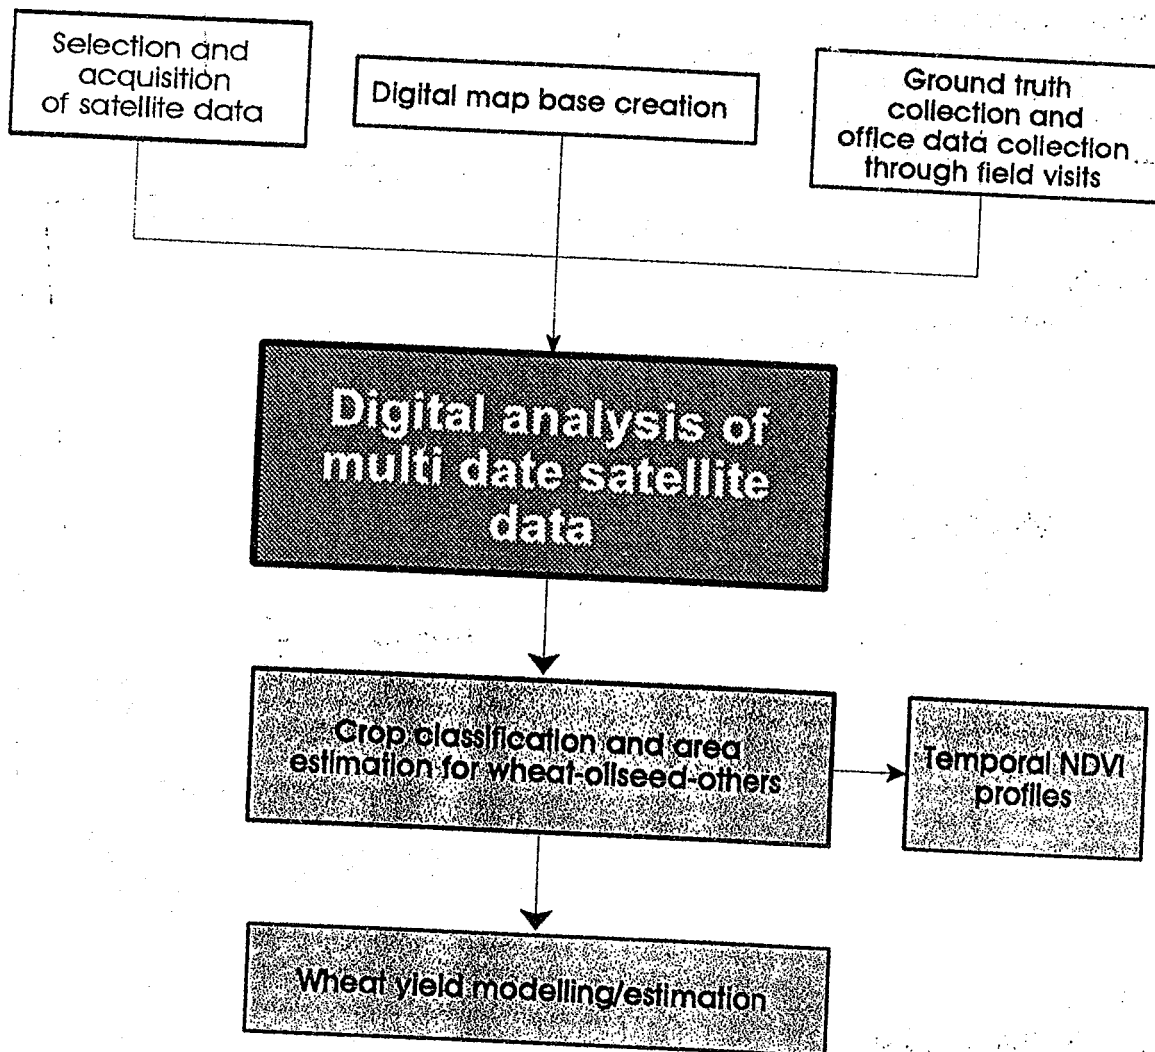 Selection and
acquisition
of satellite data
Digital map base creation
Ground truth
collection and
office data collection
through field visits
Digital analysis of
multi date satellite
data
Crop classification and area
estimation for wheat-oilseed-others
Temporal NDVI
profiles
Wheat yield modelling/estimation